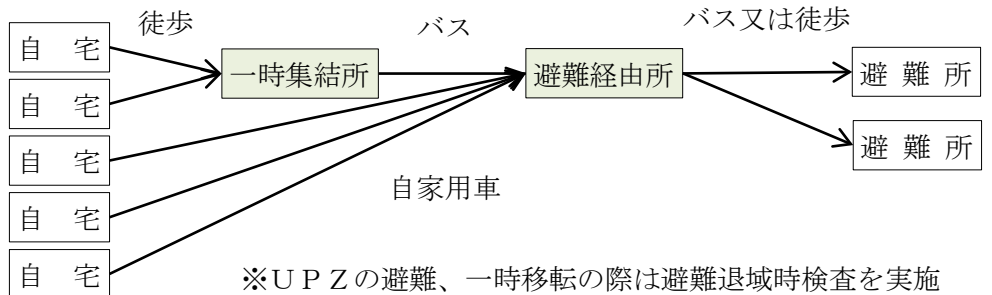 徒歩
バス
バス又は徒歩
自　宅
自　宅
自　宅
自　宅
自　宅
一時集結所
避難経由所
避 難 所
避 難 所
自家用車
※ＵＰＺの避難、一時移転の際は避難退域時検査を実施